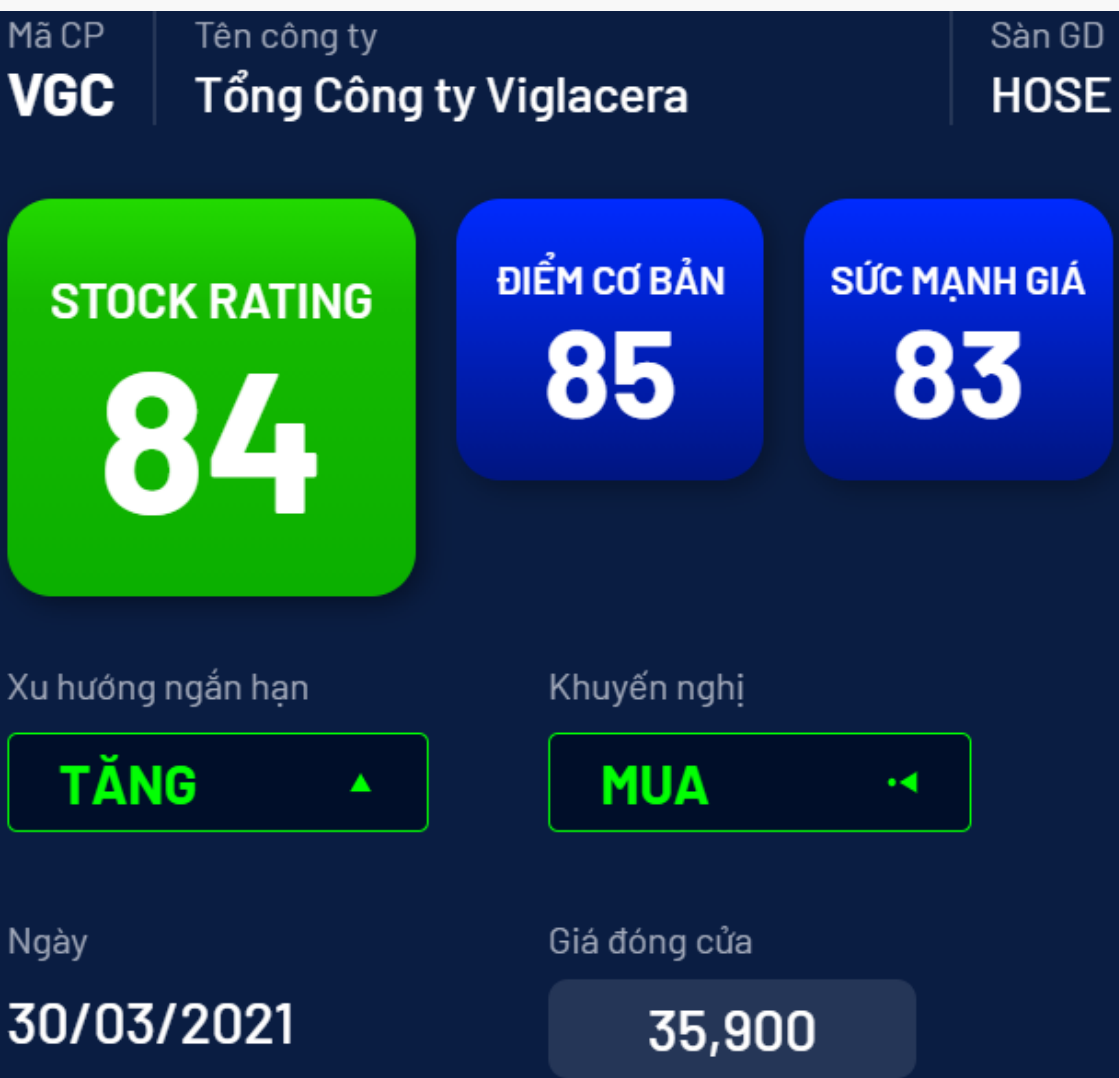 Mã CP
VGC
Tên công ty
Tổng Công ty Viglacera
Sàn GD
HOSE
STOCK RATING
84
ĐIỂM CƠ BẢN
85
SỨC MẠNH GIÁ
83
Xu hướng ngắn hạn
TĂNG
Khuyến nghị
MUA
Ngày
30/03/2021
Giá đóng cửa
35,900